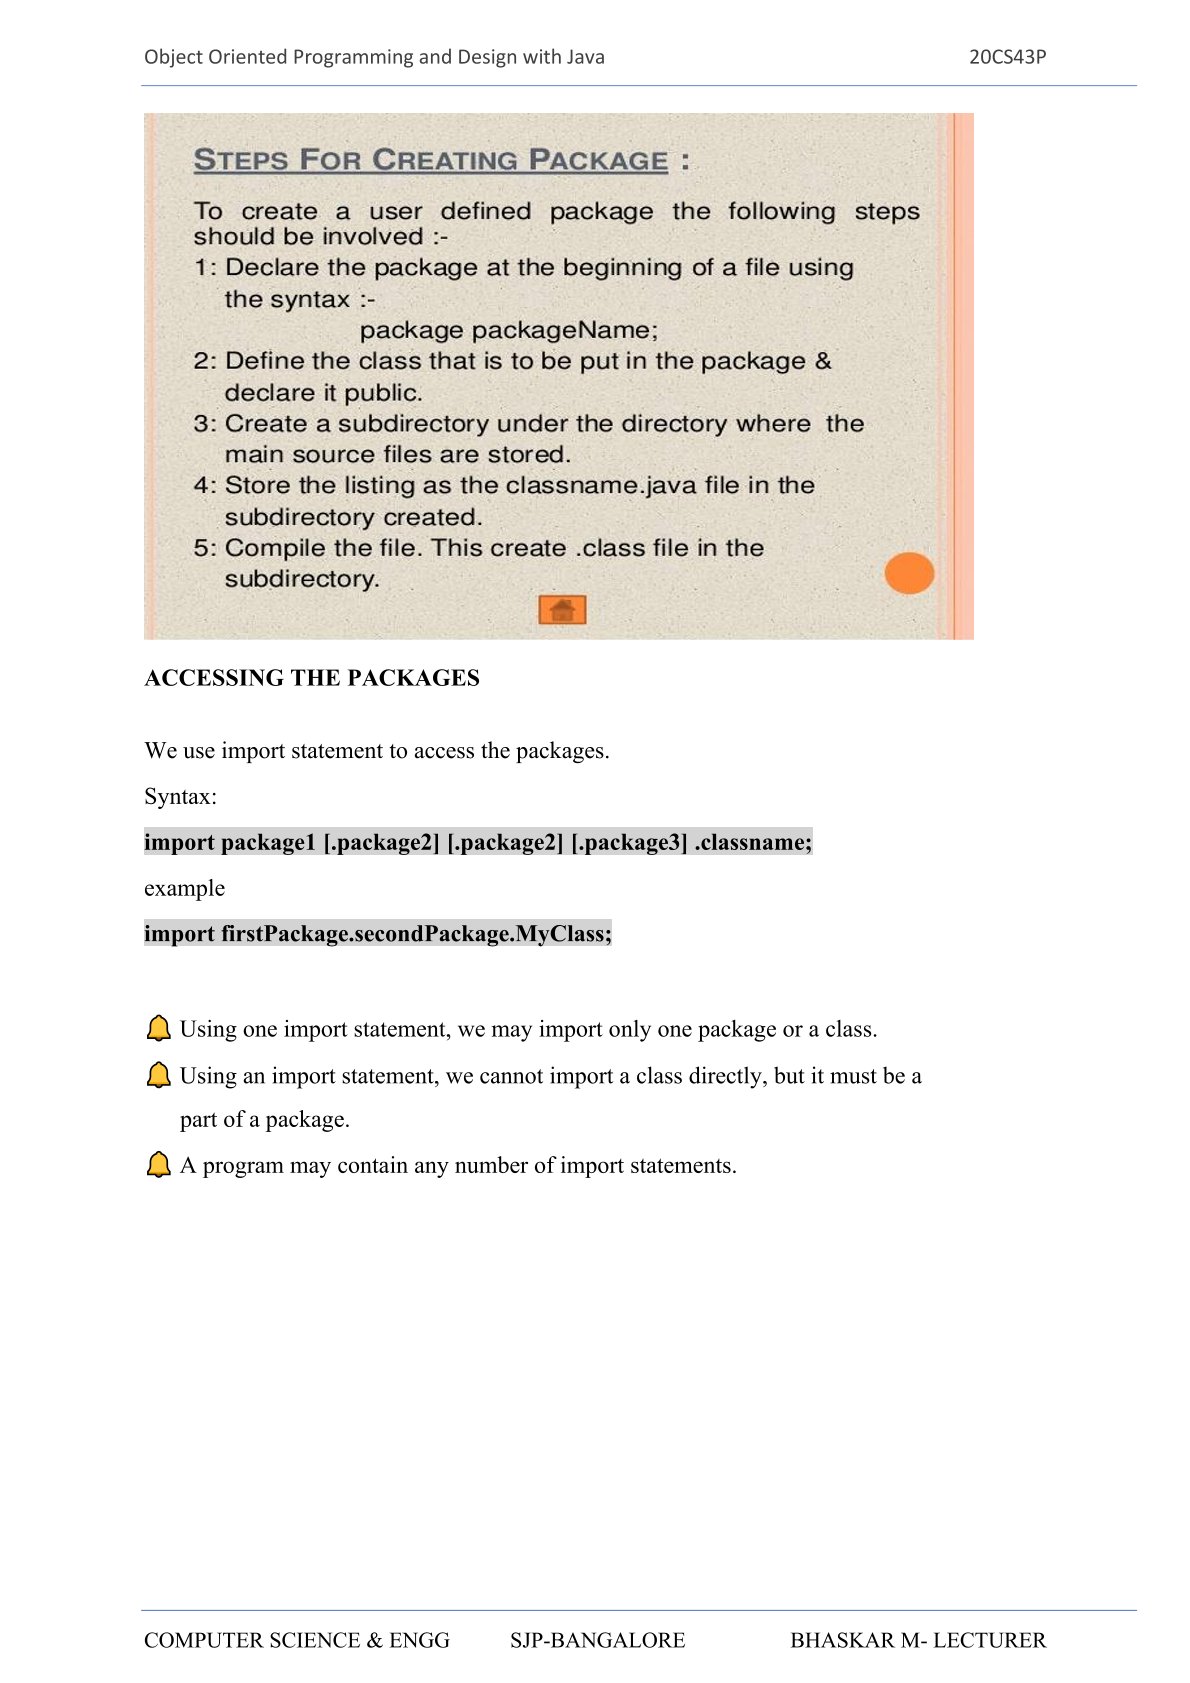 Object Oriented Programming and Design with Java 20CS43P
STEPS FOR CREATING PACKAGE :
To create a user defined package the following steps
should be involved :-
1: Declare the package at the beginning of a file using
the syntax :-
package packageName;
2: Define the class that is to be put in the package &
declare it public.
3: Create a subdirectory under the directory where the
main source files are stored.
4: Store the listing as the classname.java file in the
subdirectory created.
5: Compile the file. This create .class file in the
subdirectory.
ACCESSING THE PACKAGES
We use import statement to access the packages.
Syntax:
import package1 [.package2] [.package2] [.package3] .classname;
example
import firstPackage.secondPackage.MyClass;
Using one import statement, we may import only one package or a class.
Using an import statement, we cannot import a class directly, but it must be a
part of a package.
A program may contain any number of import statements.
COMPUTER SCIENCE & ENGG SJP-BANGALORE BHASKAR M- LECTURER